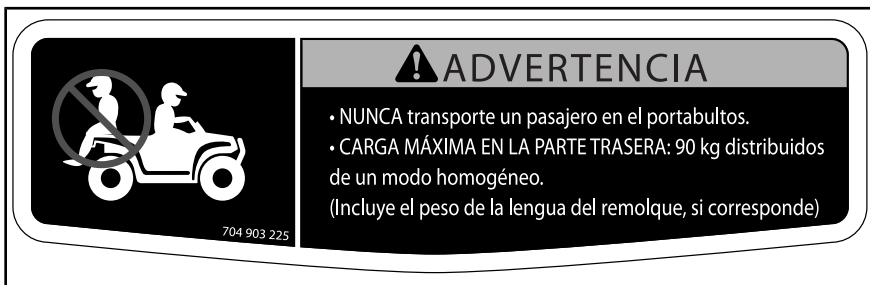 ADVERTENCIA
• NUNCA transporte un pasajero en el portabultos.
• CARGA MÁXIMA EN LA PARTE TRASERA: 90 kg distribuidos
de un modo homogéneo.
(Incluye el peso de la lengua del remolque, si corresponde)
704 903 225